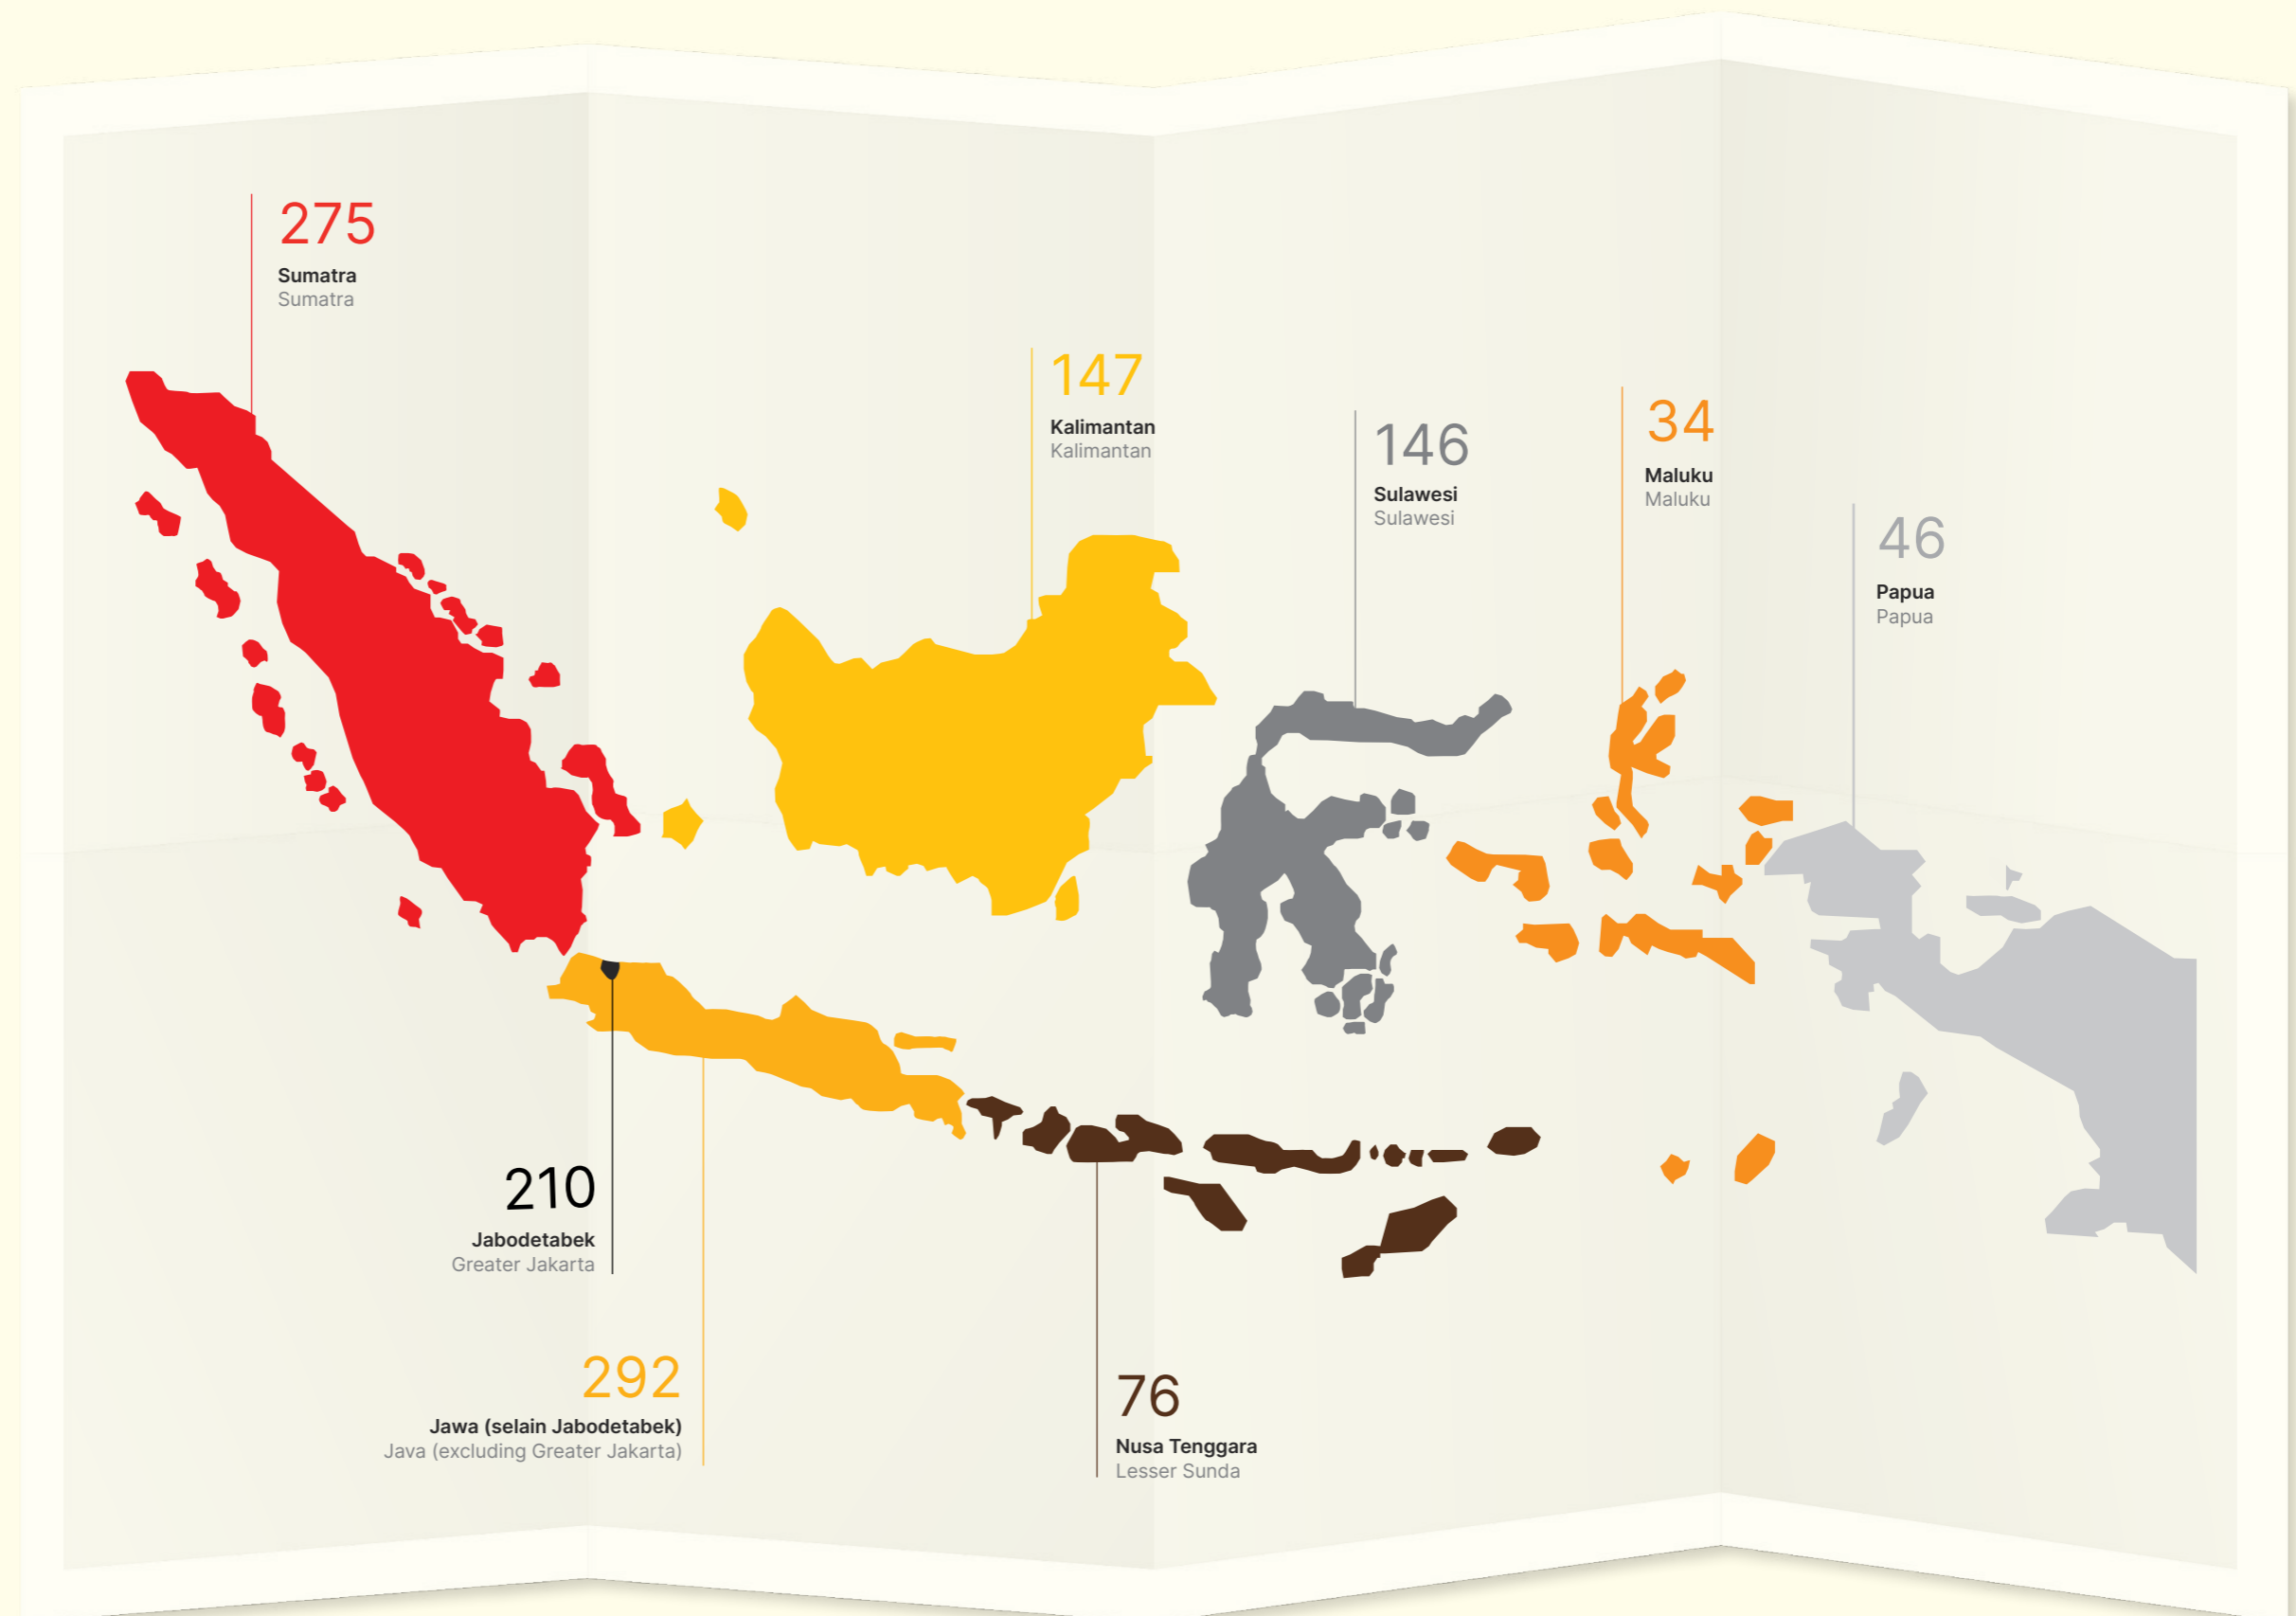 275
Sumatra
Sumatra
147
Kalimantan
Kalimantan
146
Sulawesi
Sulawesi
34
Maluku
Maluku
46
Papua
Papua
210
Jabodetabek
Greater Jakarta
292
Jawa (selain Jabodetabek)
Java (excluding Greater Jakarta)
76
Nusa Tenggara
Lesser Sunda